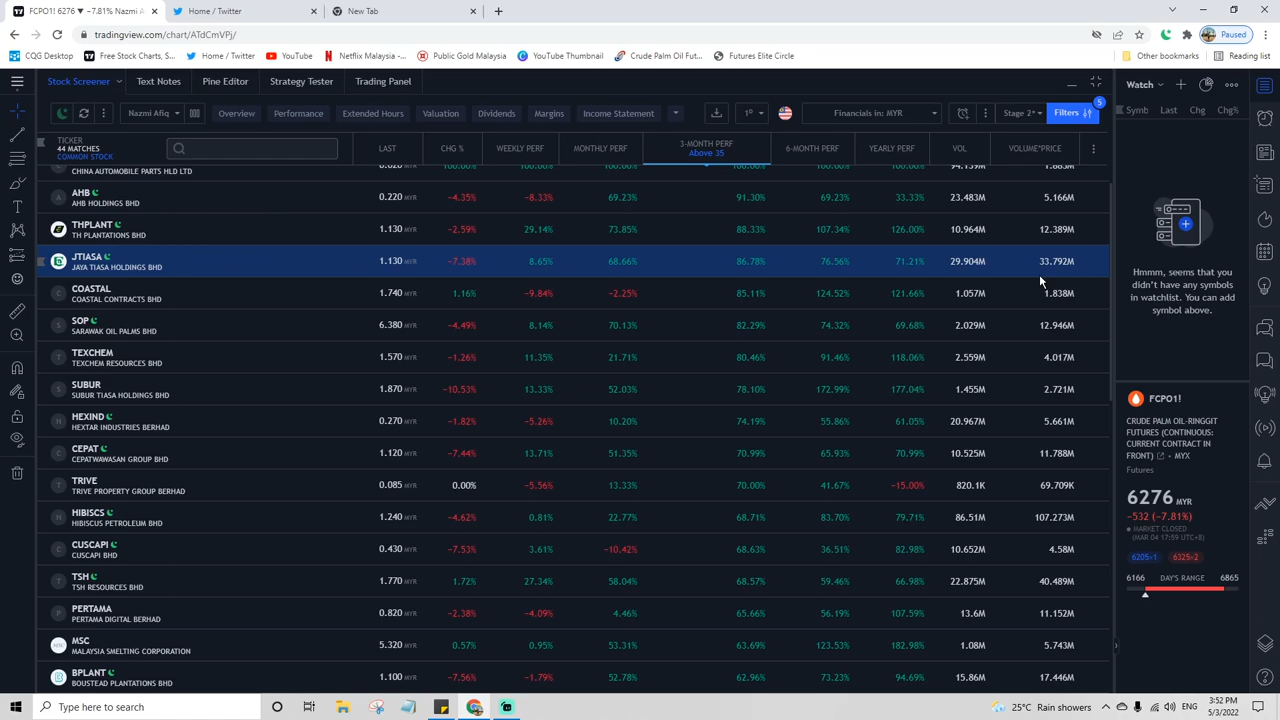 FCPO1! 6276 ▼ −7.81% Naz
Home / Twitter
New Tab
tradingview.com/chart/ATdCmVPj/
Paused
CQG Desktop
Free Stock Charts, S...
Home / Twitter
YouTube
Netflix Malaysia -...
Public Gold Malaysia
YouTube Thumbnail
Crude Palm Oil Fut...
Futures Elite Circle
Other bookmarks
Reading list
Stock Screener
Text Notes
Pine Editor
Strategy Tester
Trading Panel
Watch
Nazmi Afiq
Overview
Performance
Extended Hours
Valuation
Dividends
Margins
Income Statement
1D
Financials in: MYR
Stage 2*
Filters
5
Symb Last Chg Chg%
TICKER
44 MATCHES
COMMON STOCK
LAST CHG % WEEKLY PERF MONTHLY PERF 3-MONTH PERF 6-MONTH PERF YEARLY PERF VOL VOLUME*PRICE
Above 35
CHINA AUTOMOBILE PARTS HLD LTD
AHB 0.220 MYR −4.35% −8.33% 69.23% 91.30% 69.23% 33.33% 23.483M 5.166M
AHB HOLDINGS BHD
THPLANT 1.130 MYR −2.59% 29.14% 73.85% 88.33% 107.34% 126.00% 10.964M 12.389M
TH PLANTATIONS BHD
JTIASA 1.130 MYR −7.38% 8.65% 68.66% 86.78% 76.56% 71.21% 29.904M 33.792M
JAYA TIASA HOLDINGS BHD
COASTAL 1.740 MYR 1.16% −9.84% −2.25% 85.11% 124.52% 121.66% 1.057M 1.838M
COASTAL CONTRACTS BHD
SOP 6.380 MYR −4.49% 8.14% 70.13% 82.29% 74.32% 69.68% 2.029M 12.946M
SARAWAK OIL PALMS BHD
TEXCHEM 1.570 MYR −1.26% 11.35% 21.71% 80.46% 91.46% 118.06% 2.559M 4.017M
TEXCHEM RESOURCES BHD
SUBUR 1.870 MYR −10.53% 13.33% 52.03% 78.10% 172.99% 177.04% 1.455M 2.721M
SUBUR TIASA HOLDINGS BHD
HEXIND 0.270 MYR −1.82% −5.26% 10.20% 74.19% 55.86% 61.05% 20.967M 5.661M
HEXTAR INDUSTRIES BERHAD
CEPAT 1.120 MYR −7.44% 13.71% 51.35% 70.99% 65.93% 70.99% 10.525M 11.788M
CEPATWAWASAN GROUP BHD
TRIVE 0.085 MYR 0.00% −5.56% 13.33% 70.00% 41.67% −15.00% 820.1K 69.709K
TRIVE PROPERTY GROUP BERHAD
HIBISCS 1.240 MYR −4.62% 0.81% 22.77% 68.71% 83.70% 79.71% 86.51M 107.273M
HIBISCUS PETROLEUM BHD
CUSCAPI 0.430 MYR −7.53% 3.61% −10.42% 68.63% 36.51% 82.98% 10.652M 4.58M
CUSCAPI BHD
TSH 1.770 MYR 1.72% 27.34% 58.04% 68.57% 59.46% 66.98% 22.875M 40.489M
TSH RESOURCES BHD
PERTAMA 0.820 MYR −2.38% −4.09% 4.46% 65.66% 56.19% 107.59% 13.6M 11.152M
PERTAMA DIGITAL BERHAD
MSC 5.320 MYR 0.57% 0.95% 53.31% 63.69% 123.53% 182.98% 1.08M 5.743M
MALAYSIA SMELTING CORPORATION
BPLANT 1.100 MYR −7.56% −1.79% 52.78% 62.96% 73.23% 94.69% 15.86M 17.446M
BOUSTEAD PLANTATIONS BHD
Hmmm, seems that you
didn't have any symbols
in watchlist. You can add
symbol above.
FCPO1!
CRUDE PALM OIL-RINGGIT
FUTURES (CONTINUOUS:
CURRENT CONTRACT IN
FRONT) • MYX
Futures
6276 MYR
−532 (−7.81%)
MARKET CLOSED
(MAR 04 17:59 UTC+8)
6205×1 6325×2
6166 DAY'S RANGE 6865
Type here to search
25°C Rain showers
ENG
3:52 PM
5/3/2022